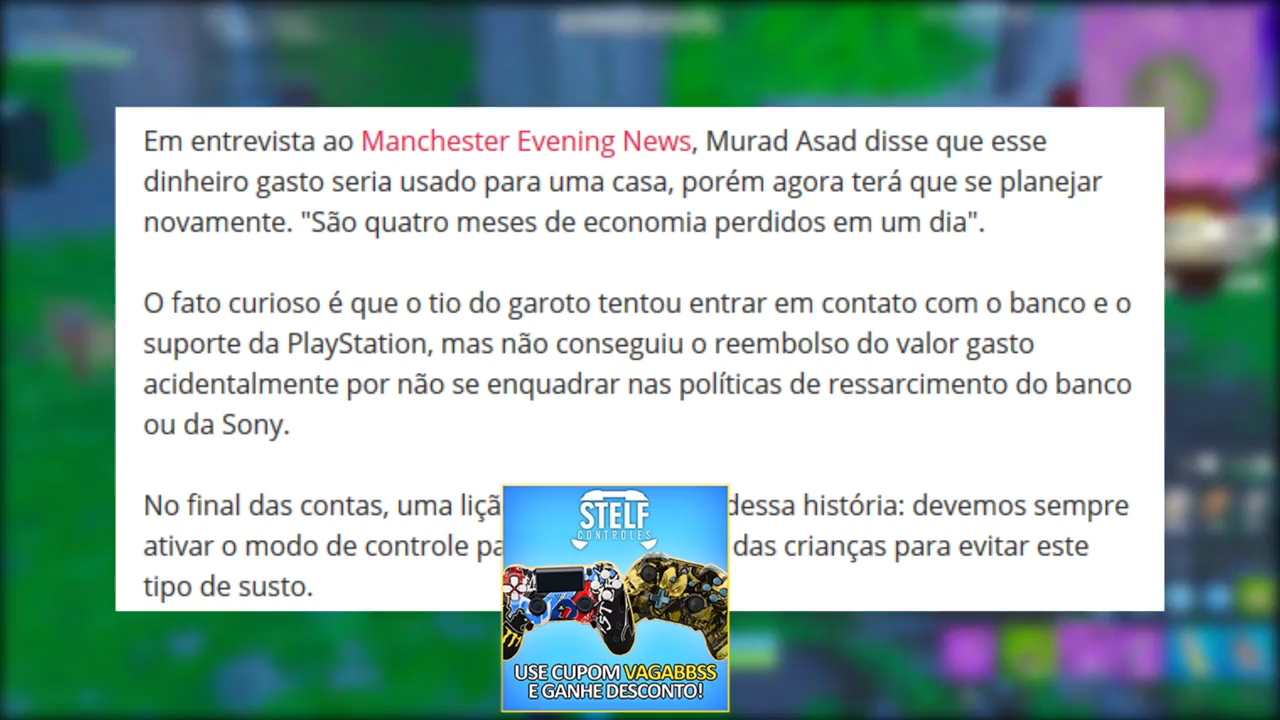 Em entrevista ao Manchester Evening News, Murad Asad disse que esse
dinheiro gasto seria usado para uma casa, porém agora terá que se planejar
novamente. "São quatro meses de economia perdidos em um dia".
O fato curioso é que o tio do garoto tentou entrar em contato com o banco e o
suporte da PlayStation, mas não conseguiu o reembolso do valor gasto
acidentalmente por não se enquadrar nas políticas de ressarcimento do banco
ou da Sony.
No final das contas, uma liçã dessa história: devemos sempre
ativar o modo de controle pa das crianças para evitar este
tipo de susto.
STELF
CONTROLES
USE CUPOM VAGABBSS
E GANHE DESCONTO!